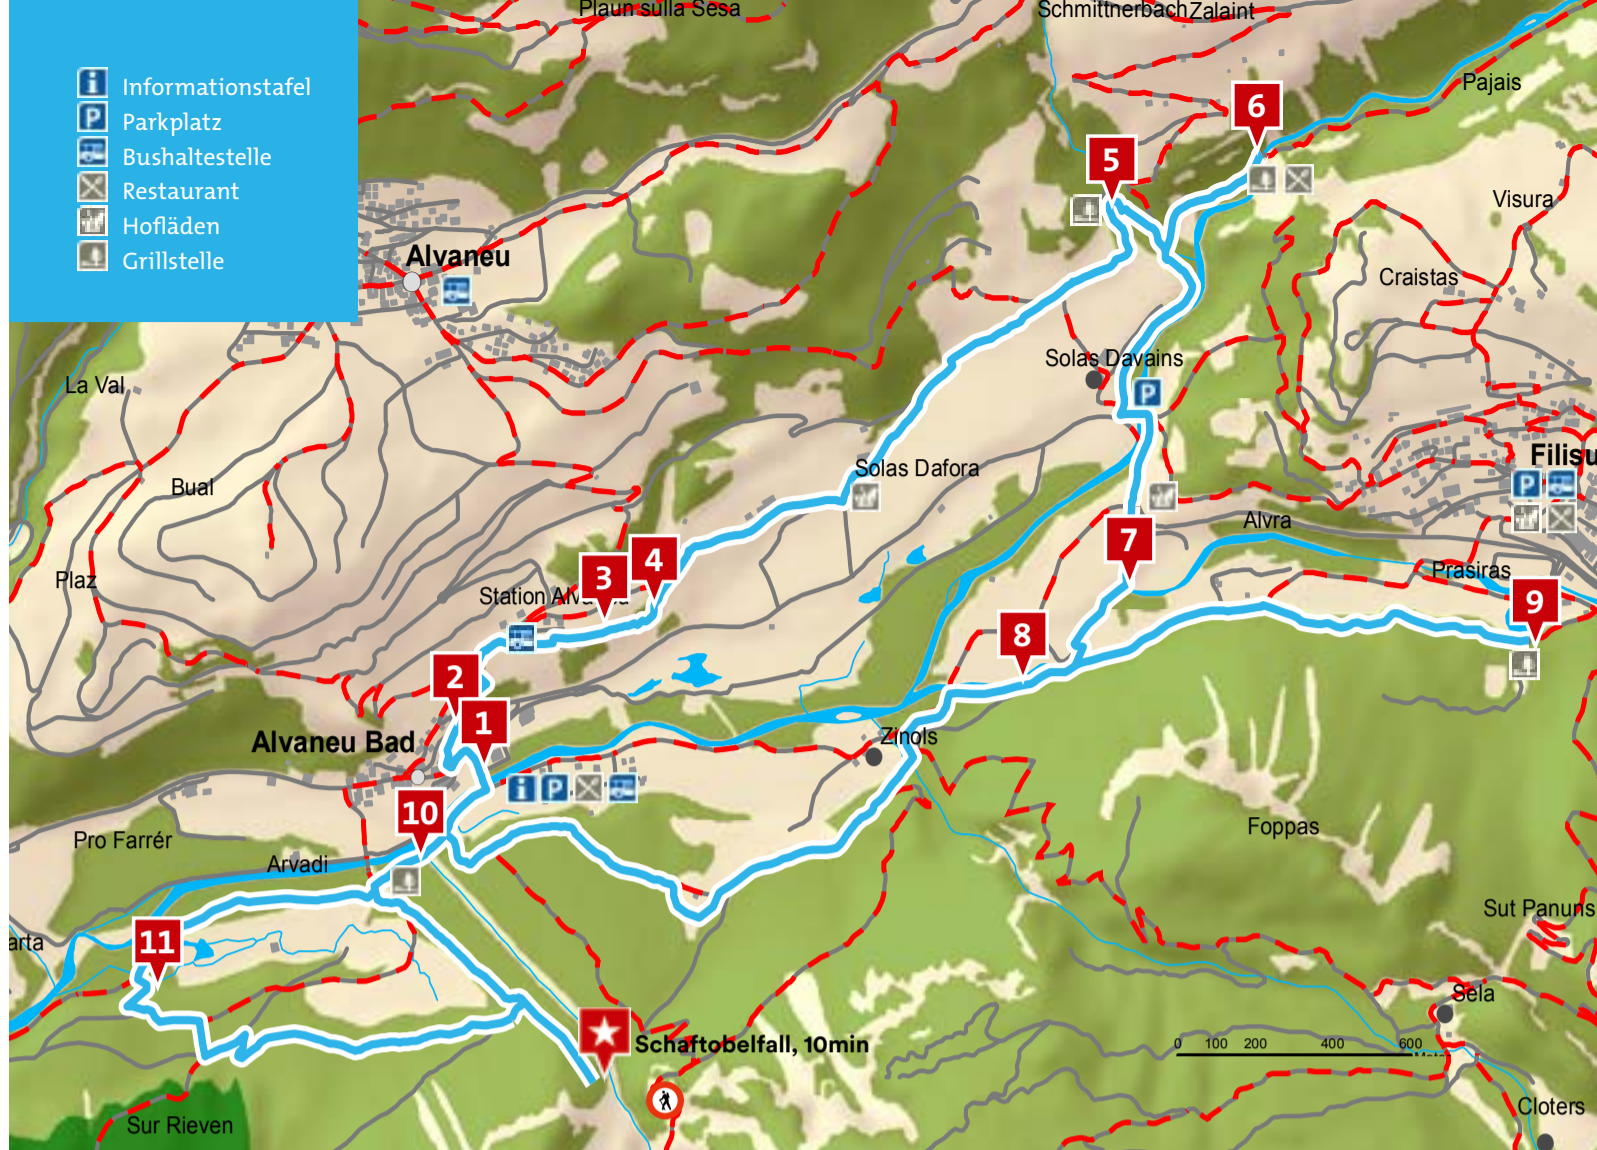 Plaun sulla Sesa
Schmittnerbach
Zalaint
Informationstafel
Parkplatz
Bushaltestelle
Restaurant
Hofläden
Grillstelle
Pajais
6
5
Visura
Alvaneu
Craistas
Solas Davains
La Val
P
Solas Dafora
Filisu
Bual
P
Alvra
7
4
3
Plaz
Station Alvaneu
Prasiras
9
8
2
1
Alvaneu Bad
Zinols
i P
10
Pro Farrér
Foppas
Arvadi
Sut Panuns
arta
11
Sela
Schaftobelfall, 10min
0 100 200 400 600
Sur Rieven
Cloters